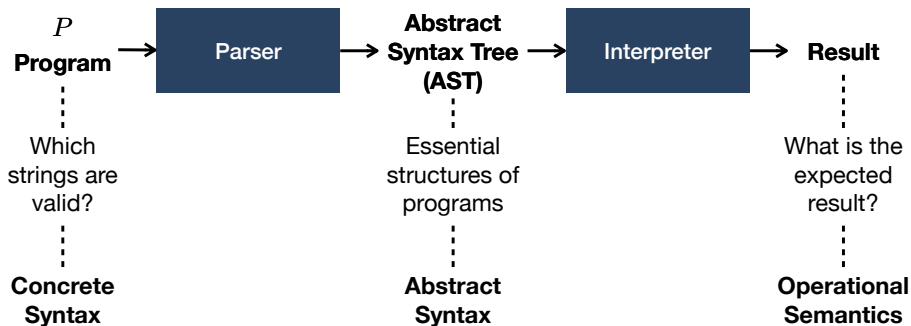 P
Program
Parser
Abstract
Syntax Tree
(AST)
Interpreter
Result
Which
strings are
valid?
Essential
structures of
programs
What is the
expected
result?
Concrete
Syntax
Abstract
Syntax
Operational
Semantics